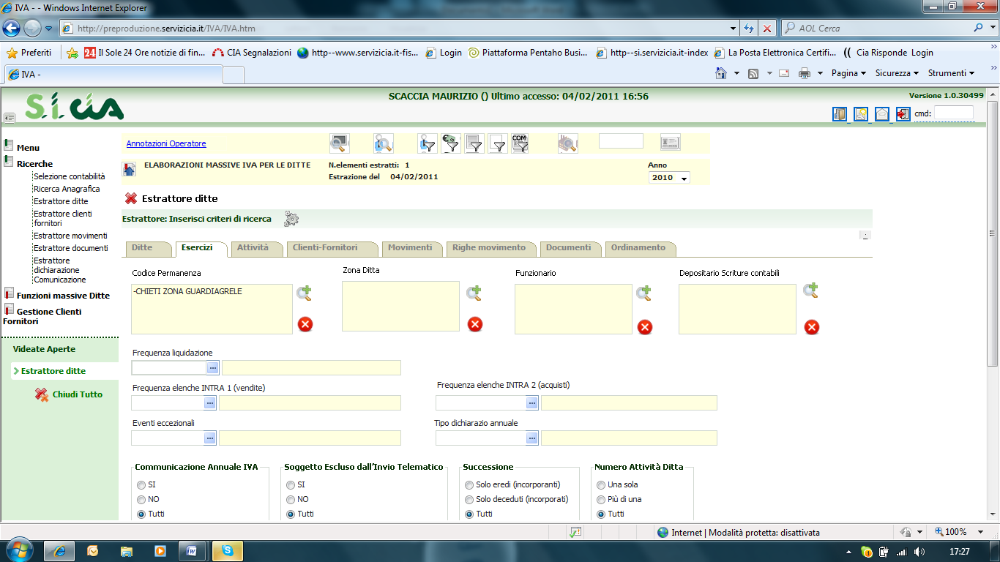 IVA - - Windows Internet Explorer
http://preproduzione.servizicia.it/IVA/IVA.htm
AOL Cerca
Preferiti
24 Il Sole 24 Ore notizie di fin...
CIA Segnalazioni
http--www.servizicia.it-fis...
Login
Piattaforma Pentaho Busi...
http--si.servizicia.it-index
La Posta Elettronica Certifi...
Cia Risponde Login
IVA -
Pagina
Sicurezza
Strumenti
S.I. CIA
SCACCIA MAURIZIO () Ultimo accesso: 04/02/2011 16:56
Versione 1.0.30499
cmd:
Menu
Ricerche
Selezione contabilità
Ricerca Anagrafica
Estrattore ditte
Estrattore clienti
fornitori
Estrattore movimenti
Estrattore documenti
Estrattore
dichiarazione
Comunicazione
Funzioni massive Ditte
Gestione Clienti
Fornitori
Videate Aperte
Estrattore ditte
Chiudi Tutto
Annotazioni Operatore
COM
ELABORAZIONI MASSIVE IVA PER LE DITTE
N.elementi estratti: 1
Estrazione del 04/02/2011
Anno
2010
Estrattore ditte
Estrattore: Inserisci criteri di ricerca
Ditte
Esercizi
Attività
Clienti-Fornitori
Movimenti
Righe movimento
Documenti
Ordinamento
Codice Permanenza
Zona Ditta
Funzionario
Depositario Scriture contabili
-CHIETI ZONA GUARDIAGRELE
Frequenza liquidazione
Frequenza elenche INTRA 1 (vendite)
Frequenza elenche INTRA 2 (acquisti)
Eventi eccezionali
Tipo dichiarazio annuale
Communicazione Annuale IVA
SI
NO
Tutti
Soggetto Escluso dall'Invio Telematico
SI
NO
Tutti
Successione
Solo eredi (incorporanti)
Solo deceduti (incorporati)
Tutti
Numero Attività Ditta
Una sola
Più di una
Tutti
Internet | Modalità protetta: disattivata
100%
17:27